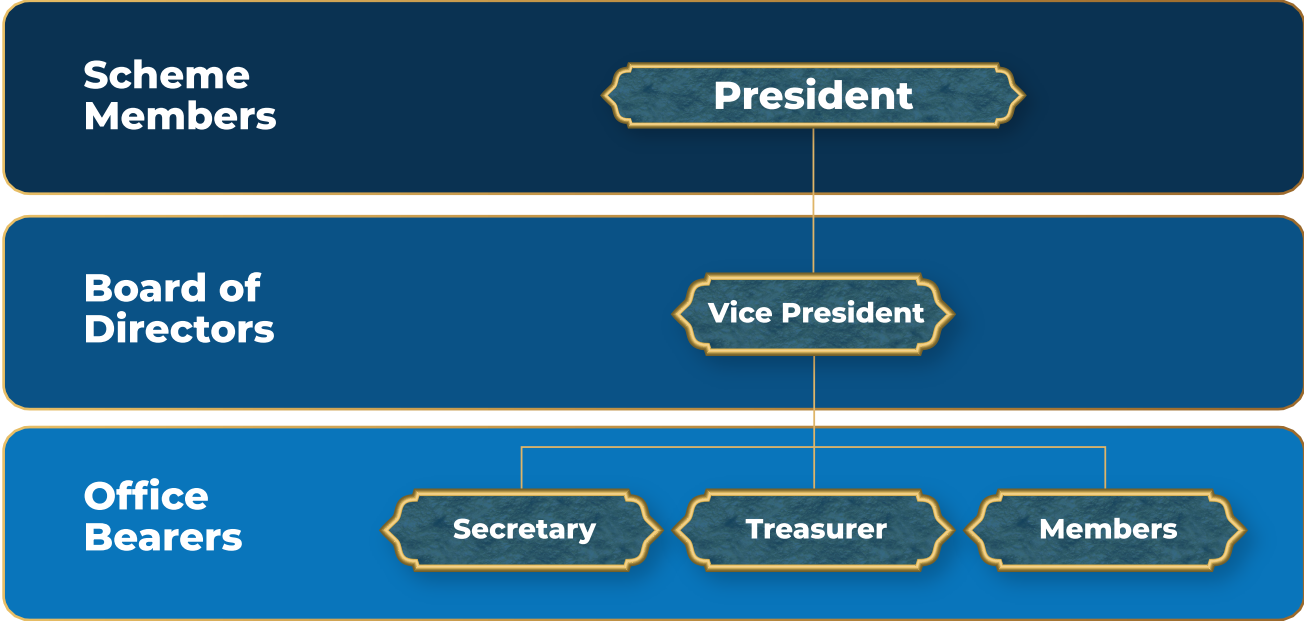 Scheme
Members
President
Board of
Directors
Vice President
Office
Bearers
Secretary
Treasurer
Members